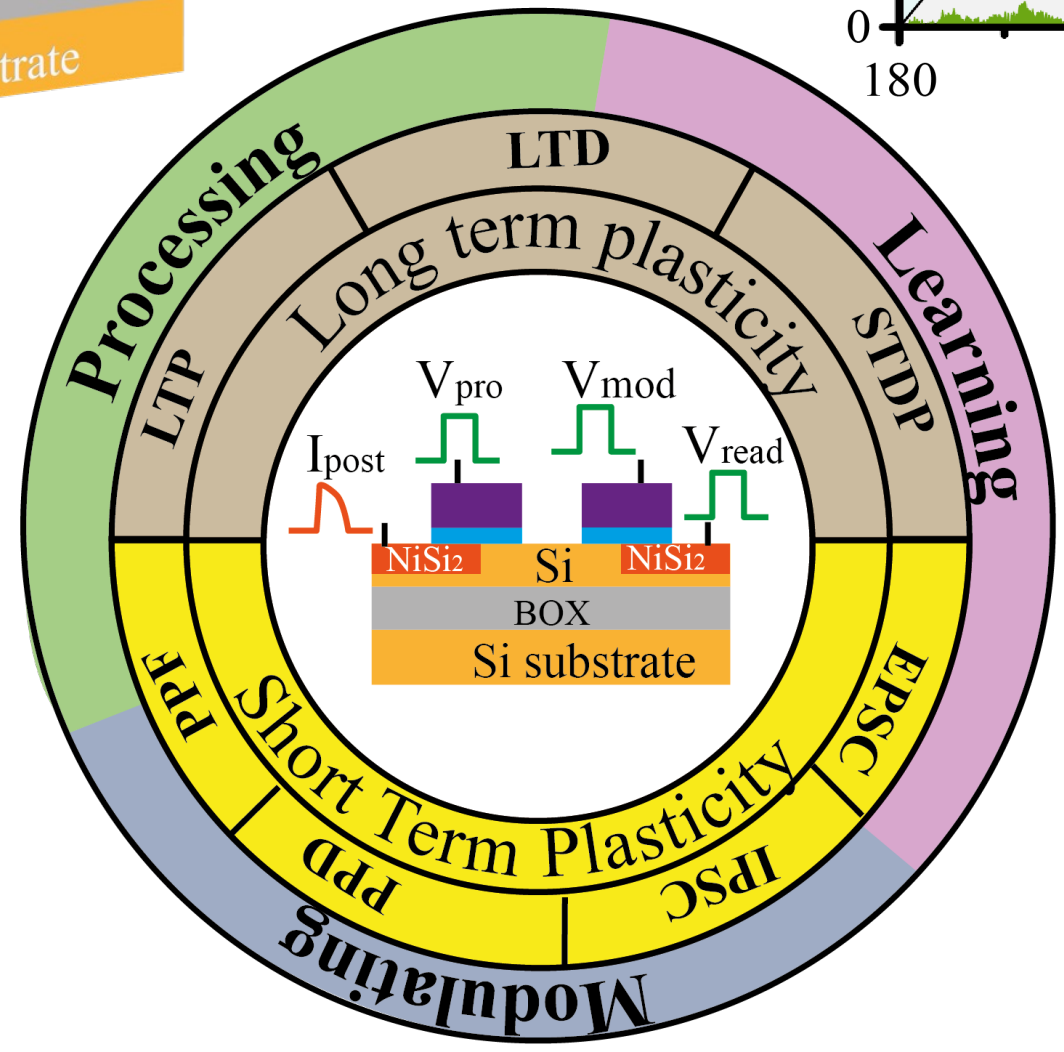 trate
0
180
Processing
Learning
Modulating
LTP
LTD
STDP
Long term plasticity
Vpro
Vmod
Ipost
Vread
NiSi2
Si
NiSi2
BOX
Si substrate
Short Term Plasticity
PPF
PPD
IPSC
EPSC